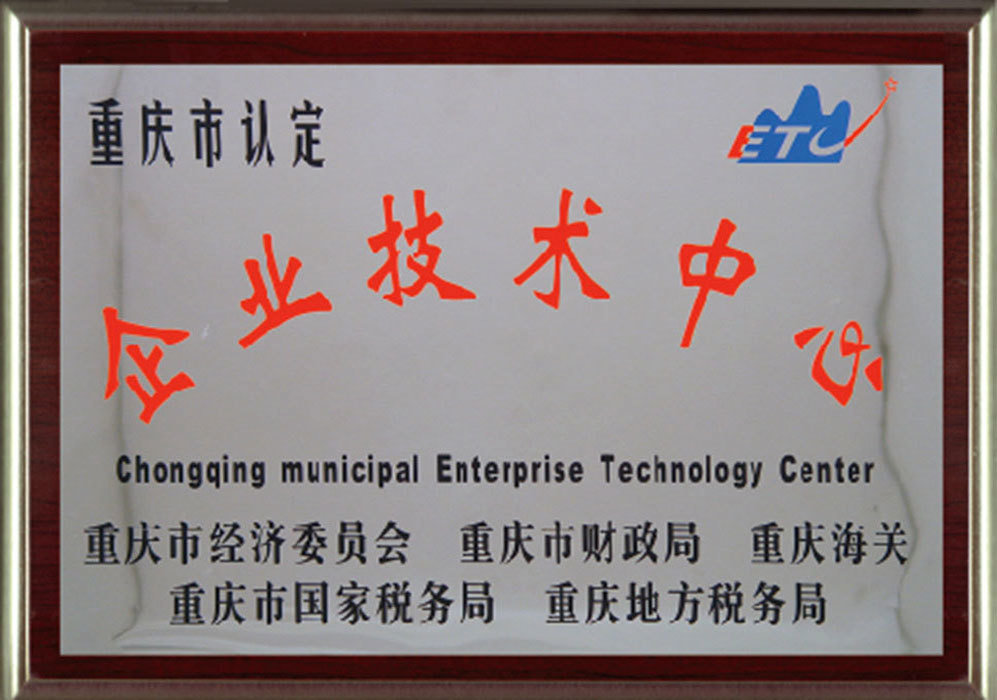 重庆市认定
ETC
企业技术中心
Chongqing municipal Enterprise Technology Center
重庆市经济委员会 重庆市财政局 重庆海关
重庆市国家税务局 重庆地方税务局